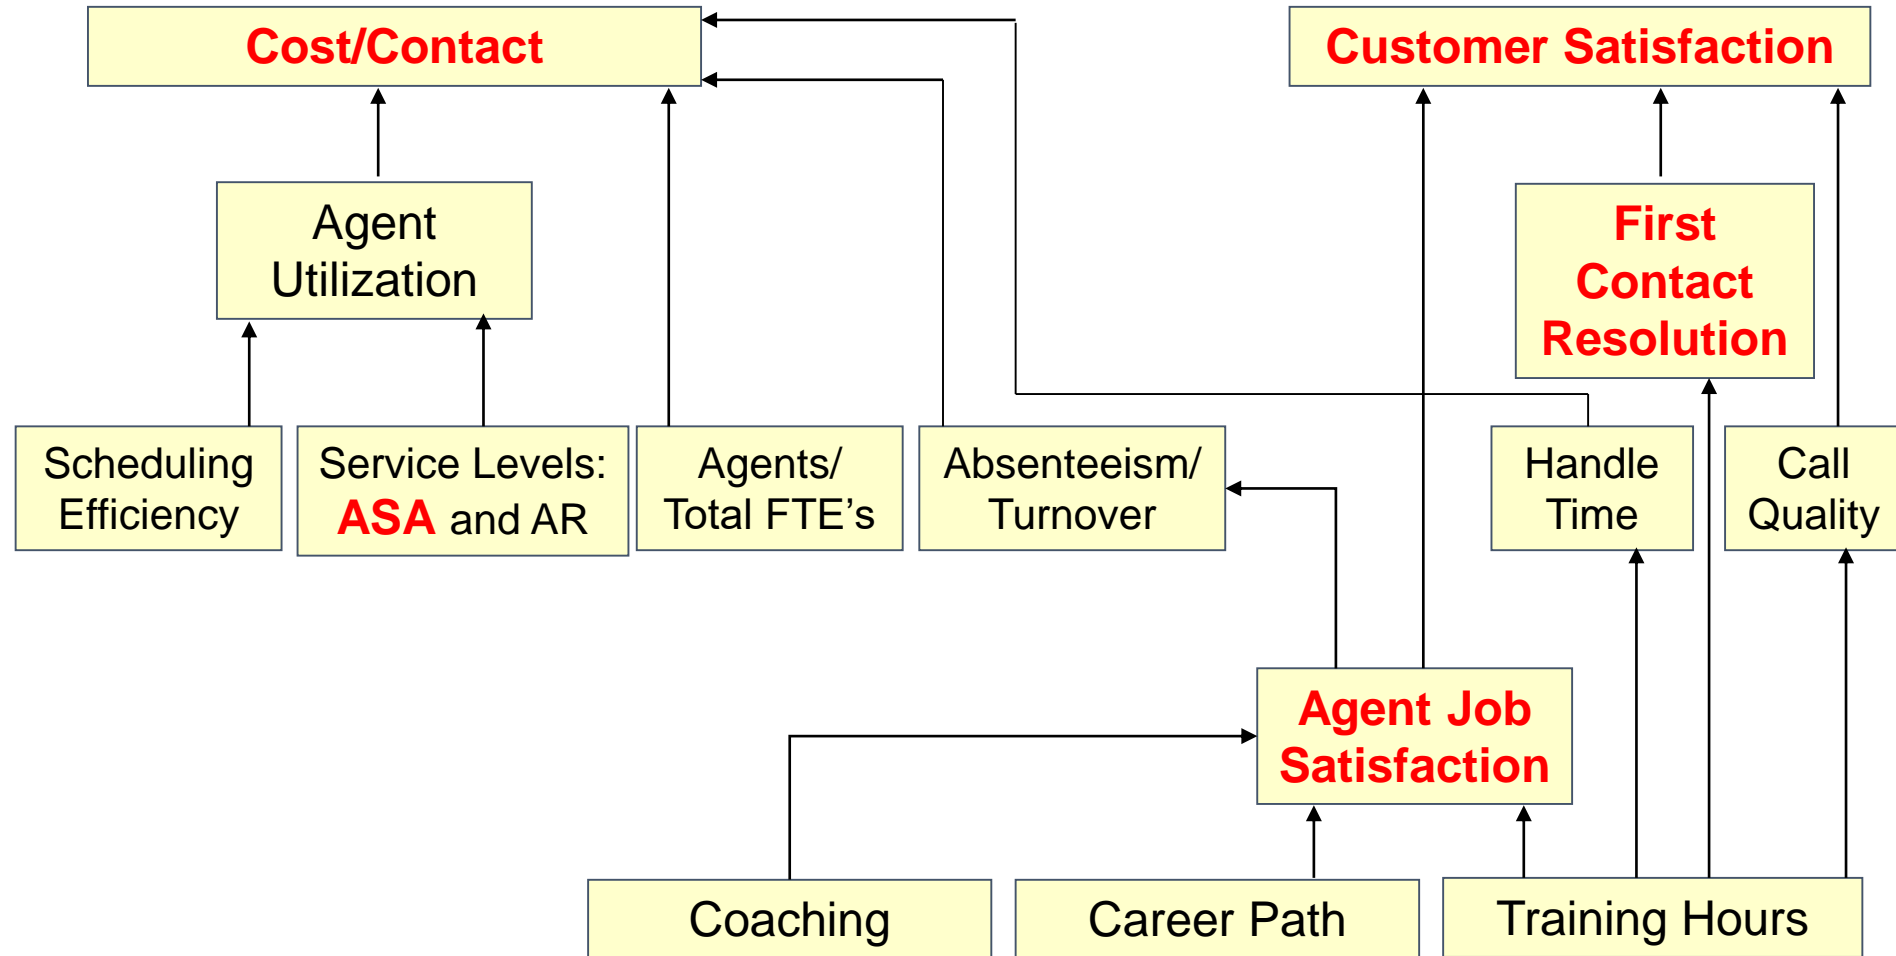 Cost/Contact
Customer Satisfaction
Agent
Utilization
First
Contact
Resolution
Scheduling
Efficiency
Service Levels:
ASA and AR
Agents/
Total FTE’s
Absenteeism/
Turnover
Handle
Time
Call
Quality
Agent Job
Satisfaction
Coaching
Career Path
Training Hours